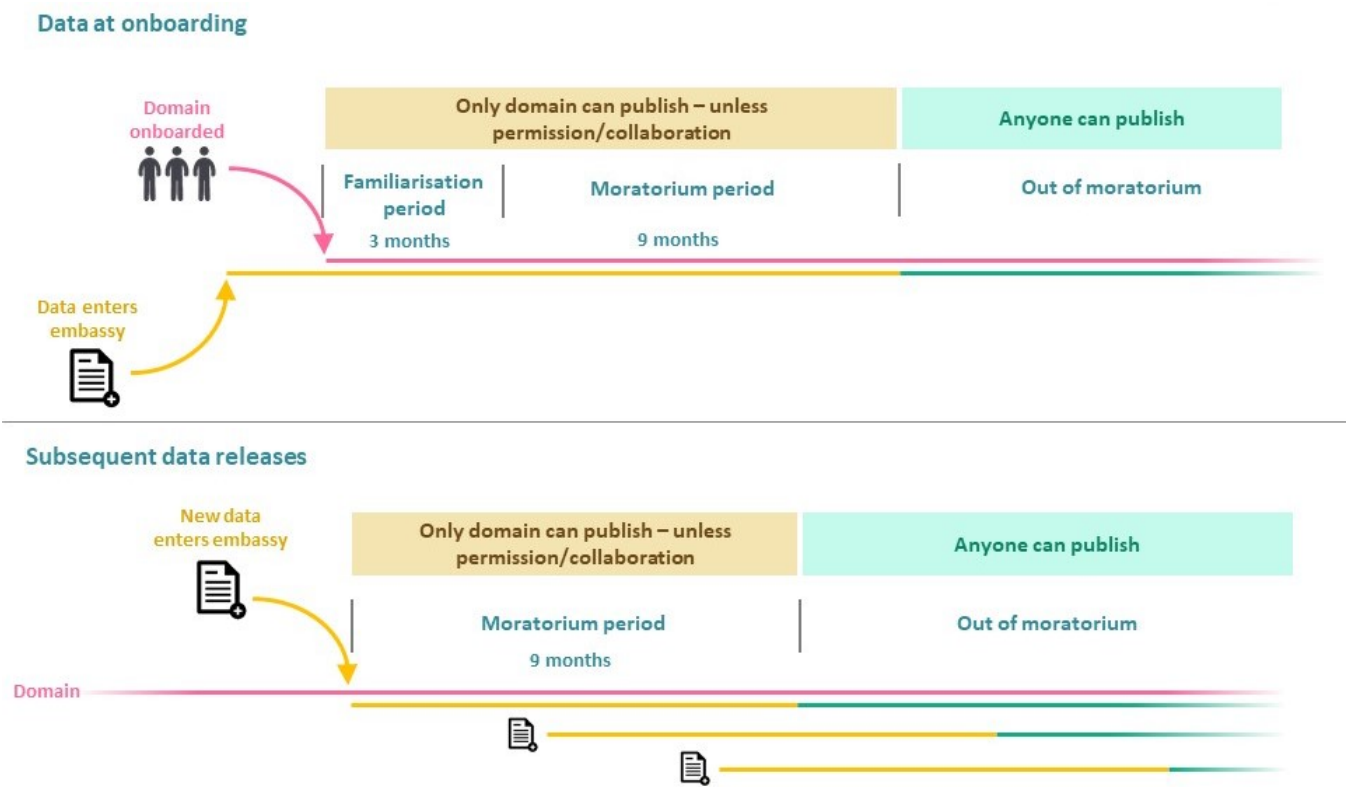 Data at onboarding
Domain
onboarded
Only domain can publish – unless
permission/collaboration
Anyone can publish
Familiarisation
period
3 months
Moratorium period
9 months
Out of moratorium
Data enters
embassy
Subsequent data releases
New data
enters embassy
Only domain can publish – unless
permission/collaboration
Anyone can publish
Moratorium period
9 months
Out of moratorium
Domain